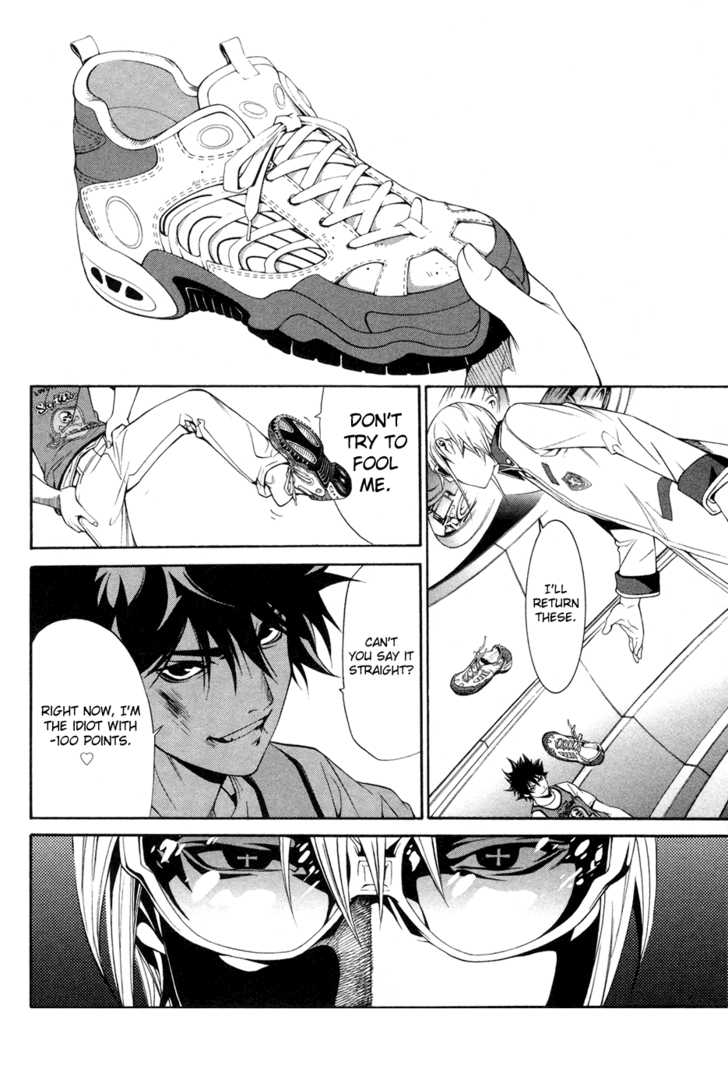 I'LL
RETURN
THESE.
DON'T
TRY TO
FOOL
ME.
CAN'T
YOU SAY IT
STRAIGHT?
RIGHT NOW, I'M
THE IDIOT WITH
-100 POINTS.
♡